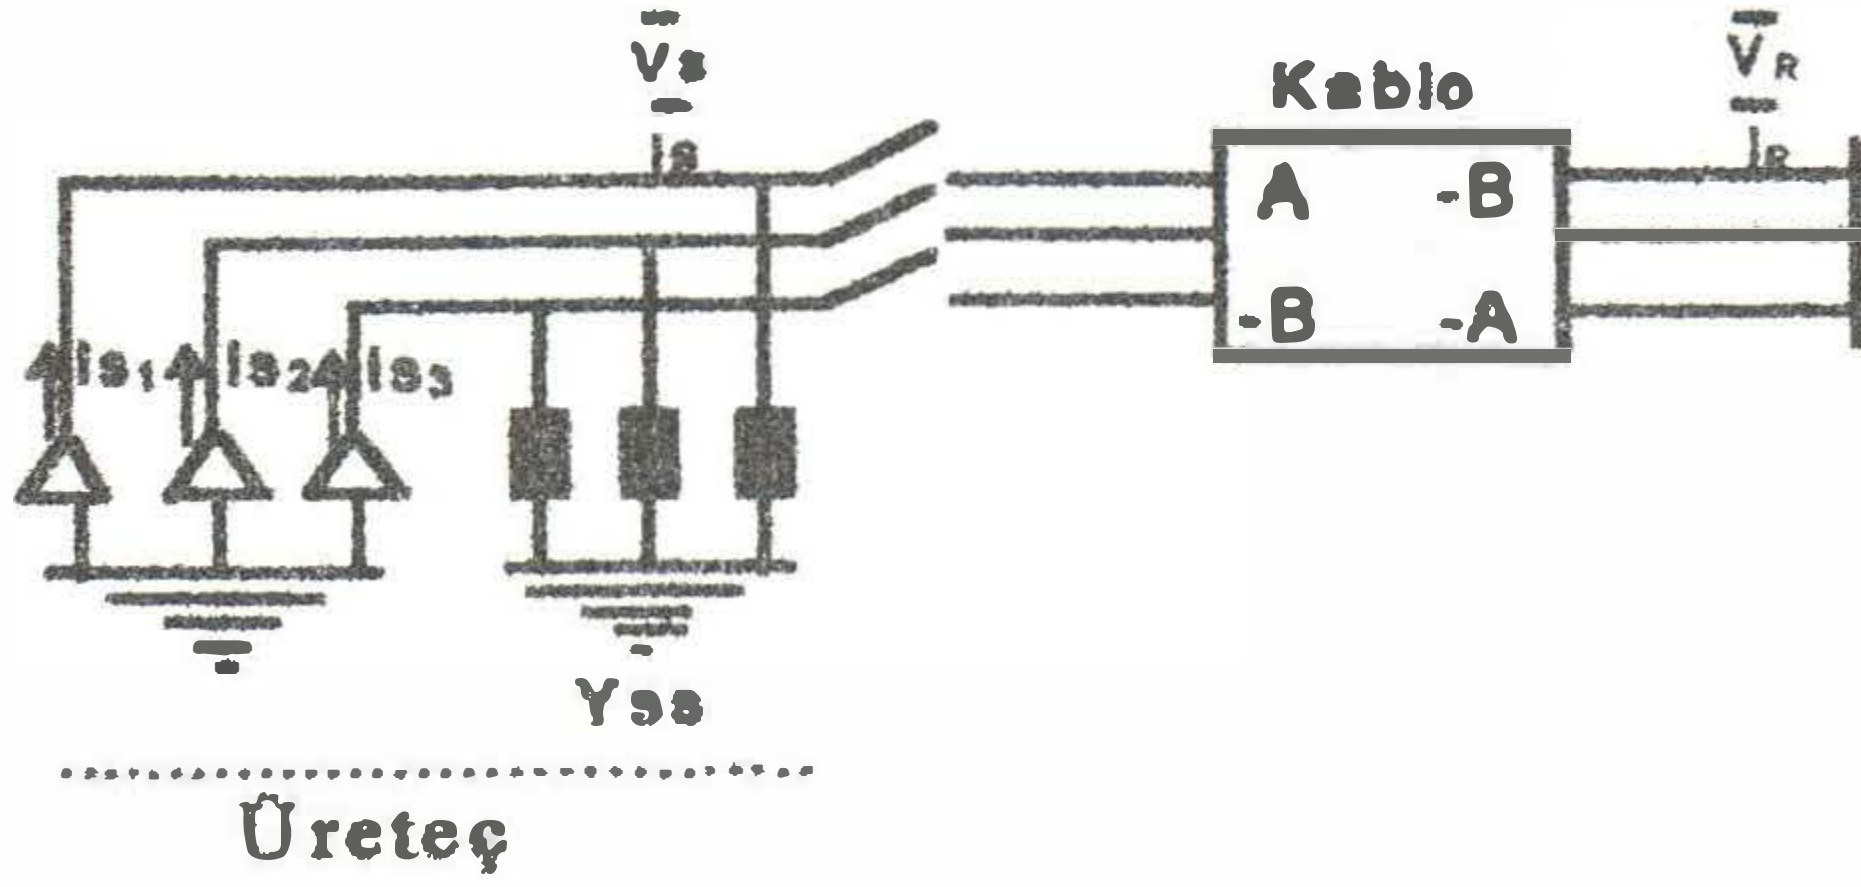 Vs
Is
Kablo
VR
IR
A -B
-B -A
Is1 Is2 Is3
Yss
Üreteç